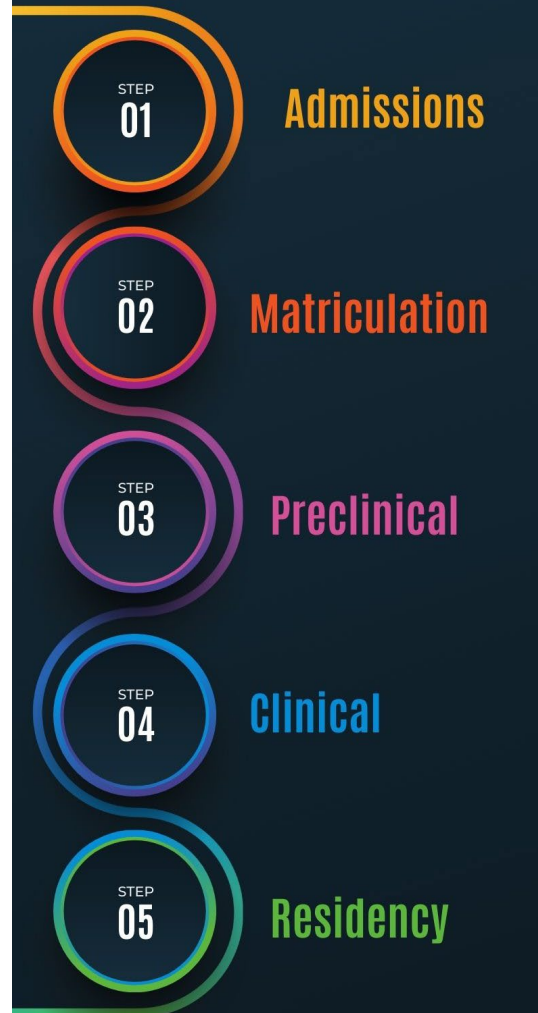 STEP
01
Admissions
STEP
02
Matriculation
STEP
03
Preclinical
STEP
04
Clinical
STEP
05
Residency